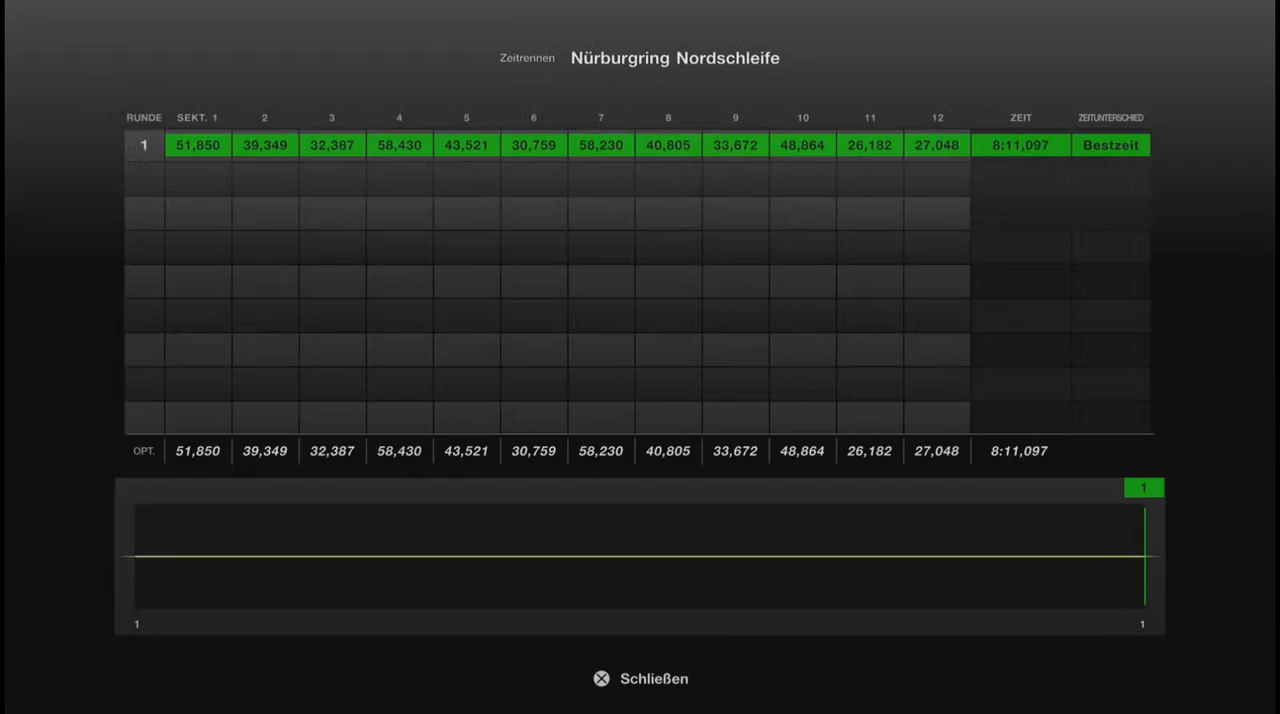 Zeitrennen Nürburgring Nordschleife
RUNDE SEKT. 1 2 3 4 5 6 7 8 9 10 11 12 ZEIT ZEITUNTERSCHIED
1 51,850 39,349 32,387 58,430 43,521 30,759 58,230 40,805 33,672 48,864 26,182 27,048 8:11,097 Bestzeit
OPT. 51,850 39,349 32,387 58,430 43,521 30,759 58,230 40,805 33,672 48,864 26,182 27,048 8:11,097
1
1 1
Schließen